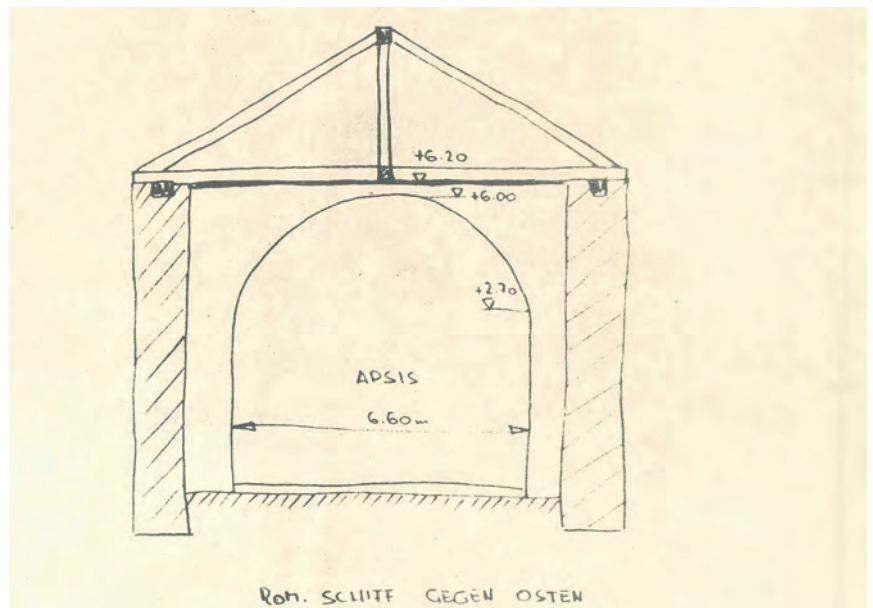 +6.20
+6.00
+2.70
APSIS
6.60m
ROM. SCHIFF GEGEN OSTEN